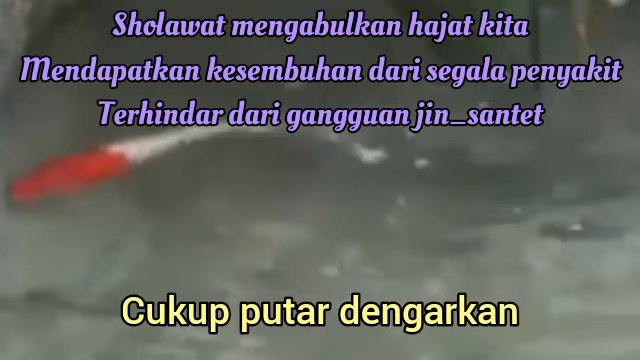 Sholawat mengabulkan hajat kita
Mendapatkan kesembuhan dari segala penyakit
Terhindar dari gangguan jin_santet
Cukup putar dengarkan